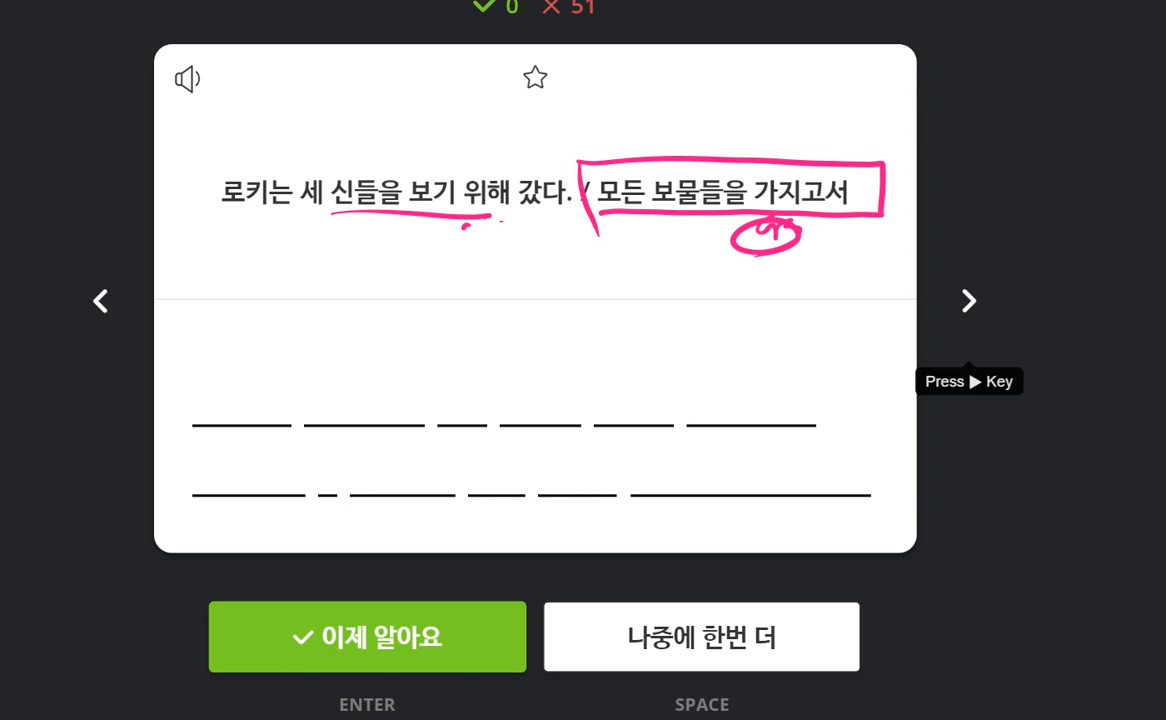 0 51
로키는 세 신들을 보기 위해 갔다. / 모든 보물들을 가지고서
Press ▶ Key
이제 알아요
나중에 한번 더
ENTER
SPACE